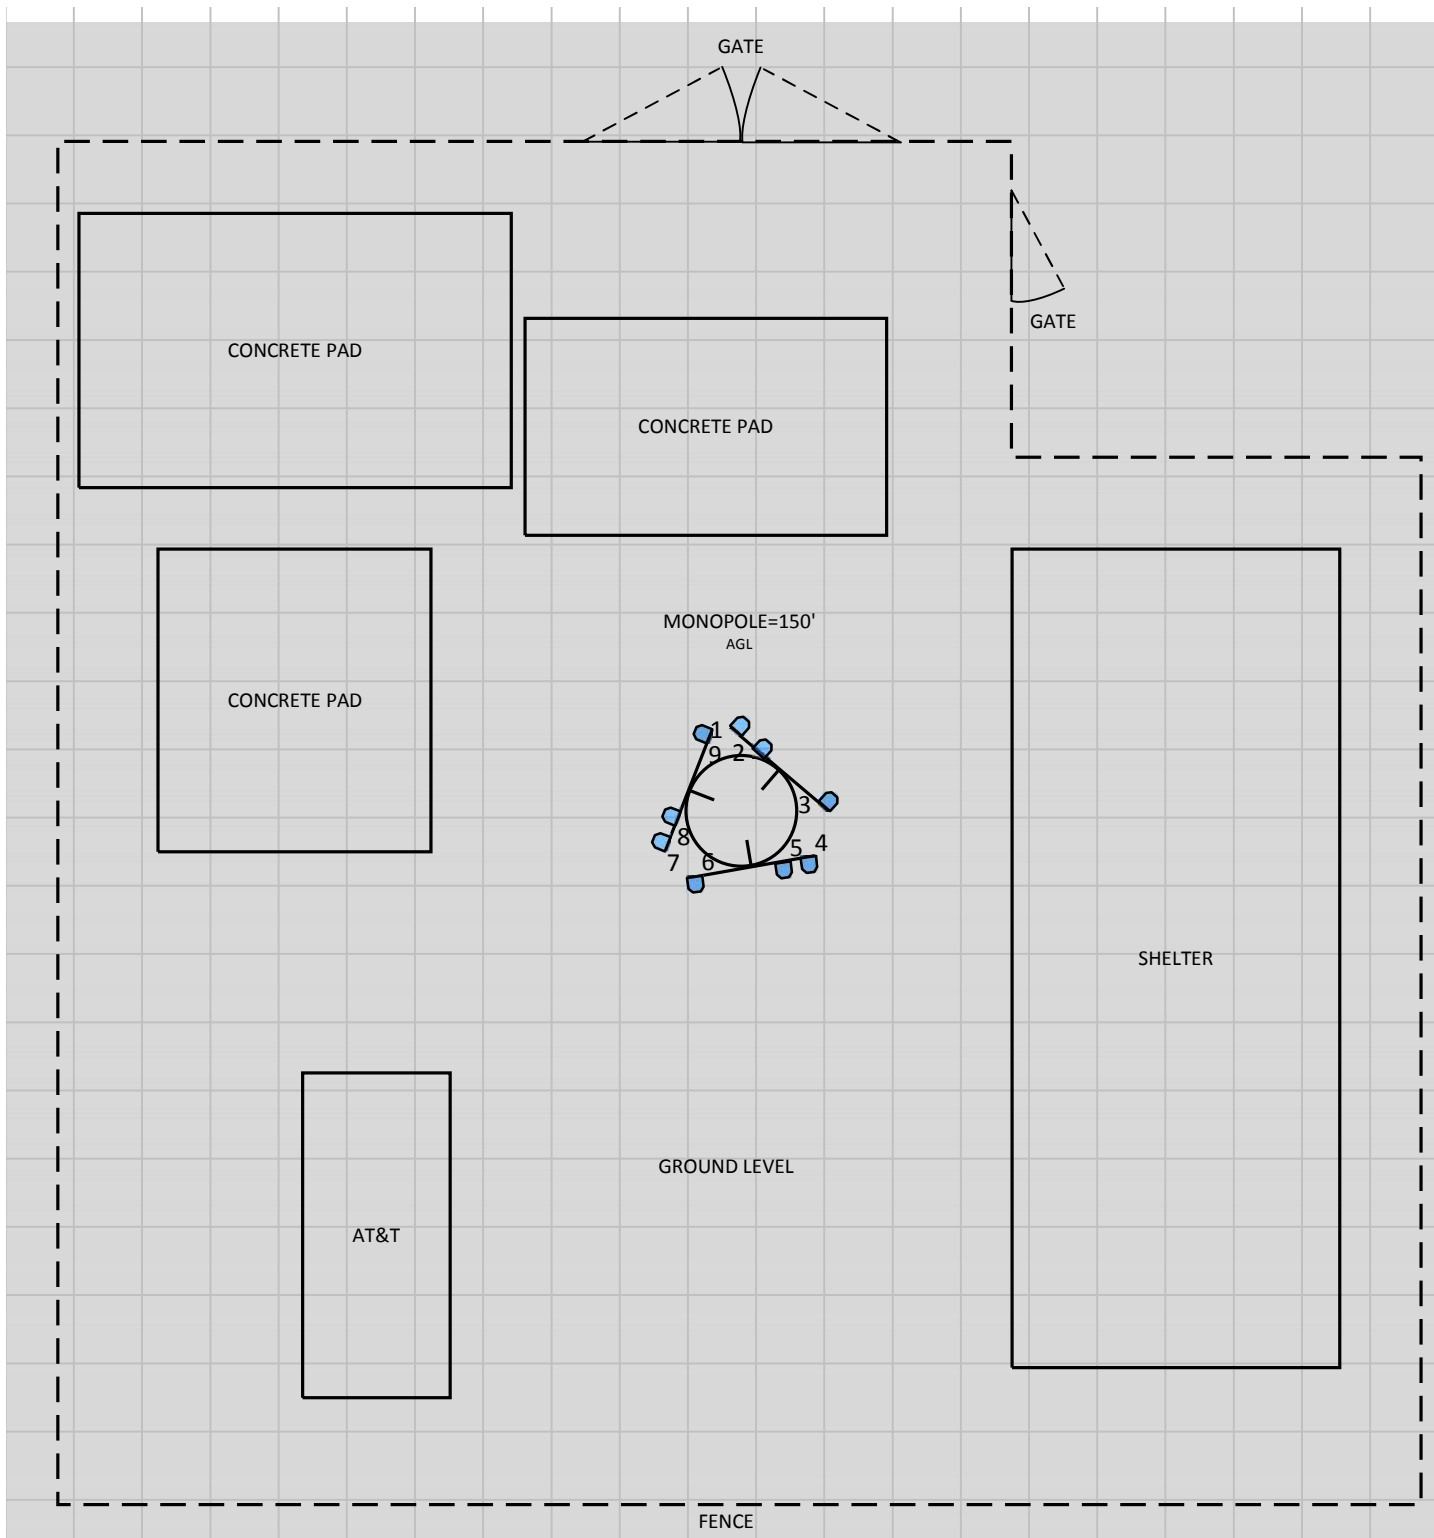 GATE
GATE
CONCRETE PAD
CONCRETE PAD
MONOPOLE=150'
AGL
CONCRETE PAD
1
2
9
3
4
5
8
6
7
SHELTER
GROUND LEVEL
AT&T
FENCE